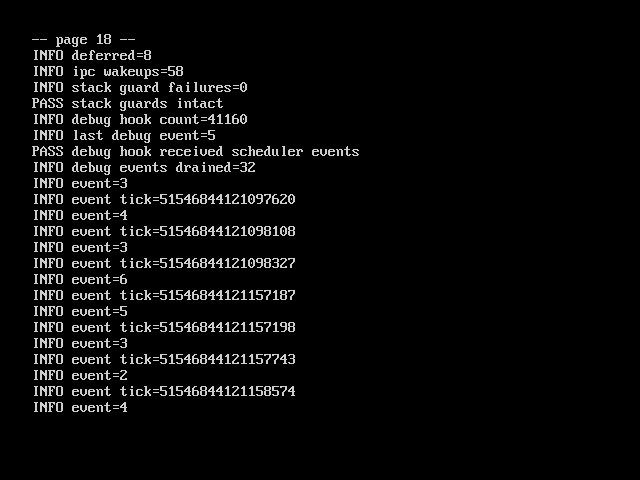 -- page 18 --
INFO deferred=8
INFO ipc wakeups=58
INFO stack guard failures=0
PASS stack guards intact
INFO debug hook count=41160
INFO last debug event=5
PASS debug hook received scheduler events
INFO debug events drained=32
INFO event=3
INFO event tick=51546844121097620
INFO event=4
INFO event tick=51546844121098108
INFO event=3
INFO event tick=51546844121098327
INFO event=6
INFO event tick=51546844121157187
INFO event=5
INFO event tick=51546844121157198
INFO event=3
INFO event tick=51546844121157743
INFO event=2
INFO event tick=51546844121158574
INFO event=4